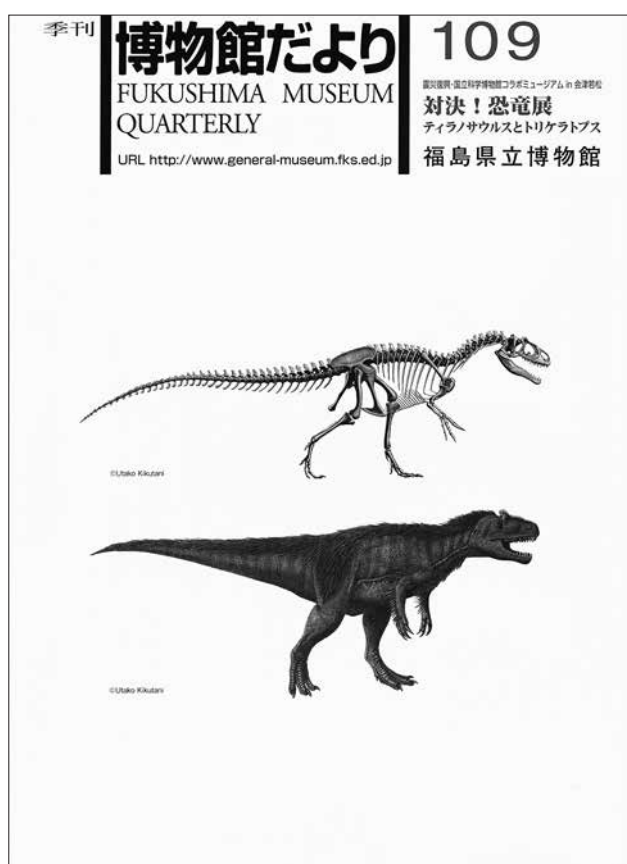 季刊
博物館だより
FUKUSHIMA MUSEUM
QUARTERLY
URL http://www.general-museum.fks.ed.jp
109
震災復興・国立科学博物館コラボミュージアム in 会津若松
対決！恐竜展
ティラノサウルスとトリケラトプス
福島県立博物館
©Utako Kikutani
©Utako Kikutani